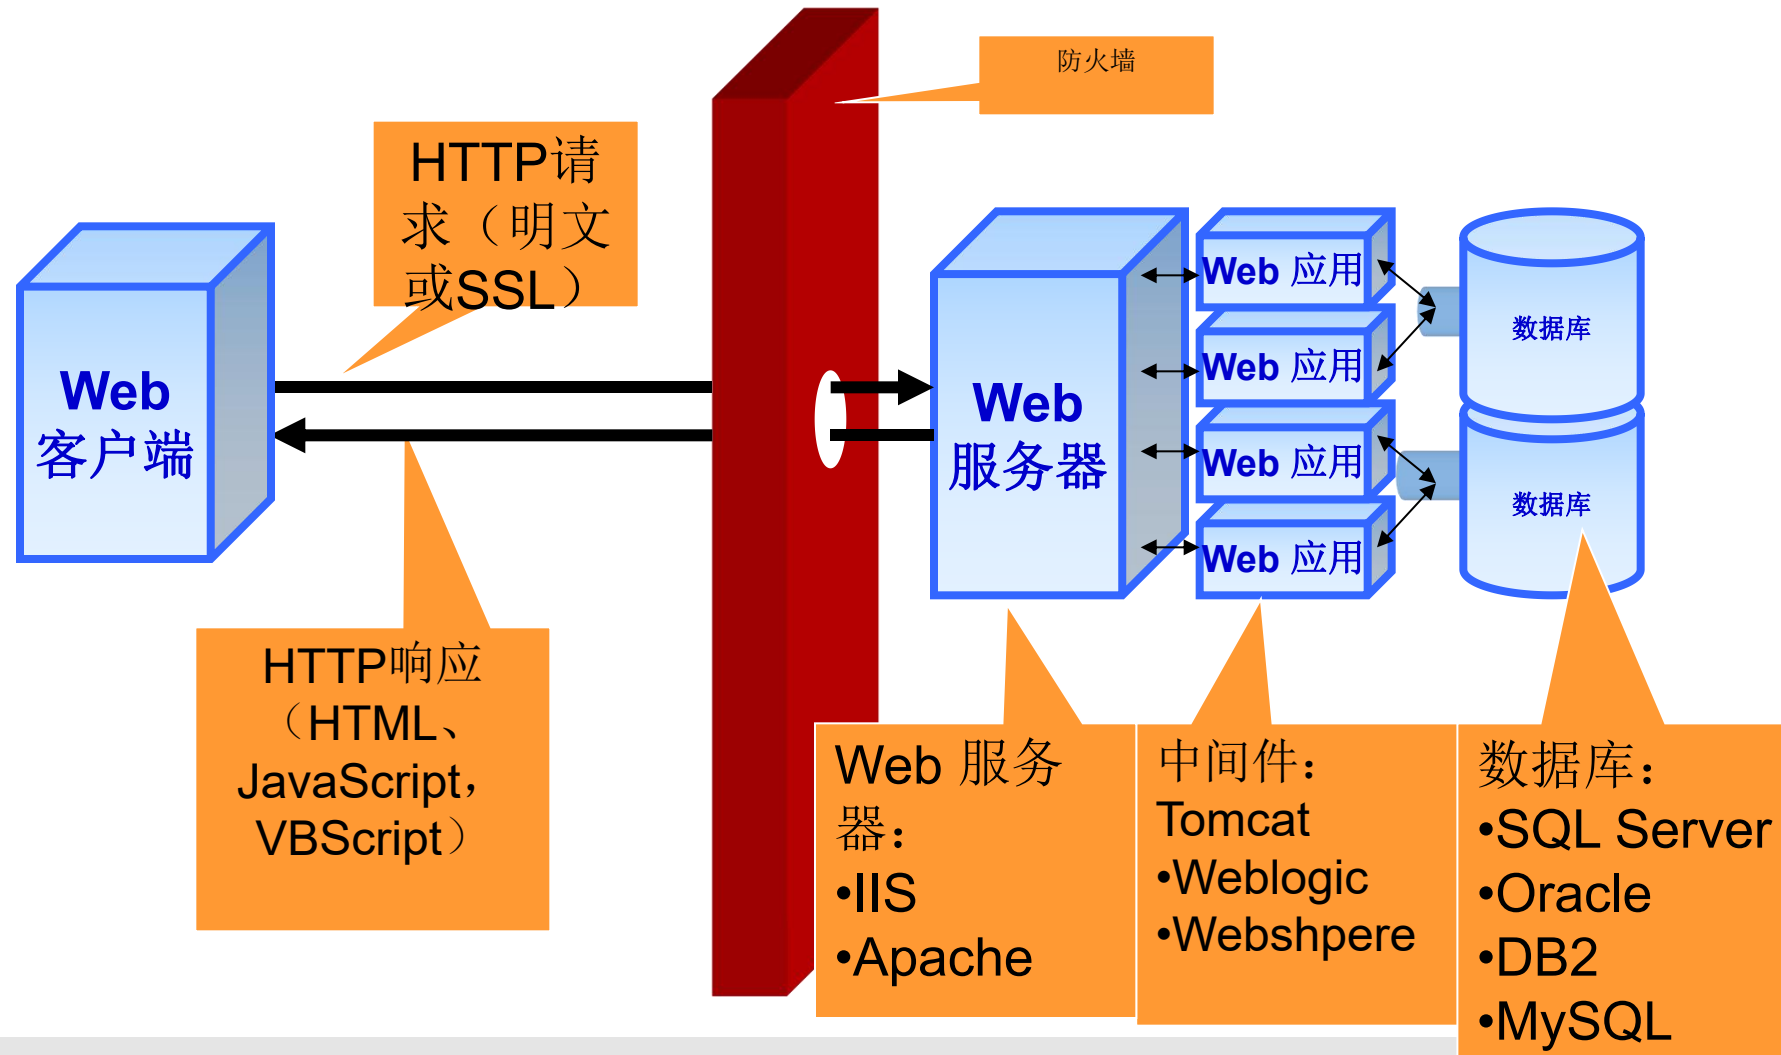 防火墙
HTTP请
求（明文
或SSL）
Web
客户端
Web
服务器
Web 应用
Web 应用
Web 应用
Web 应用
数据库
数据库
HTTP响应
（HTML、
JavaScript，
VBScript）
Web 服务
器：
•IIS
•Apache
中间件：
Tomcat
•Weblogic
•Webshpere
数据库：
•SQL Server
•Oracle
•DB2
•MySQL